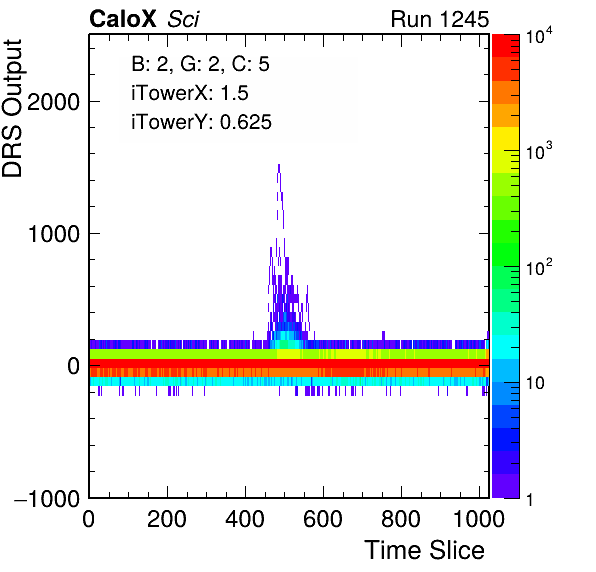 CaloX Sci Run 1245
B: 2, G: 2, C: 5
iTowerX: 1.5
iTowerY: 0.625
DRS Output
2000
1000
0
−1000
0 200 400 600 800 1000
Time Slice
10⁴
10³
10²
10
1